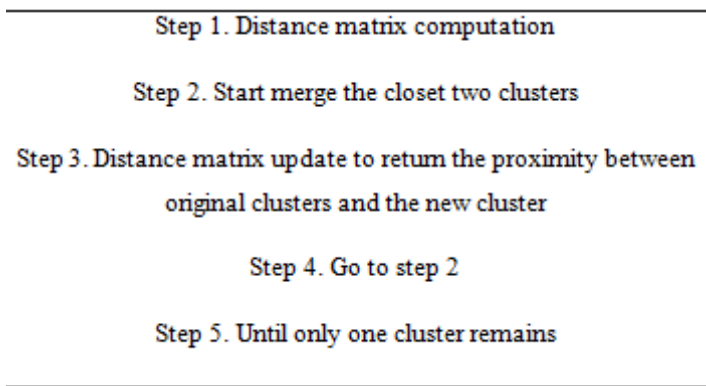 Step 1. Distance matrix computation
Step 2. Start merge the closet two clusters
Step 3. Distance matrix update to return the proximity between
original clusters and the new cluster
Step 4. Go to step 2
Step 5. Until only one cluster remains